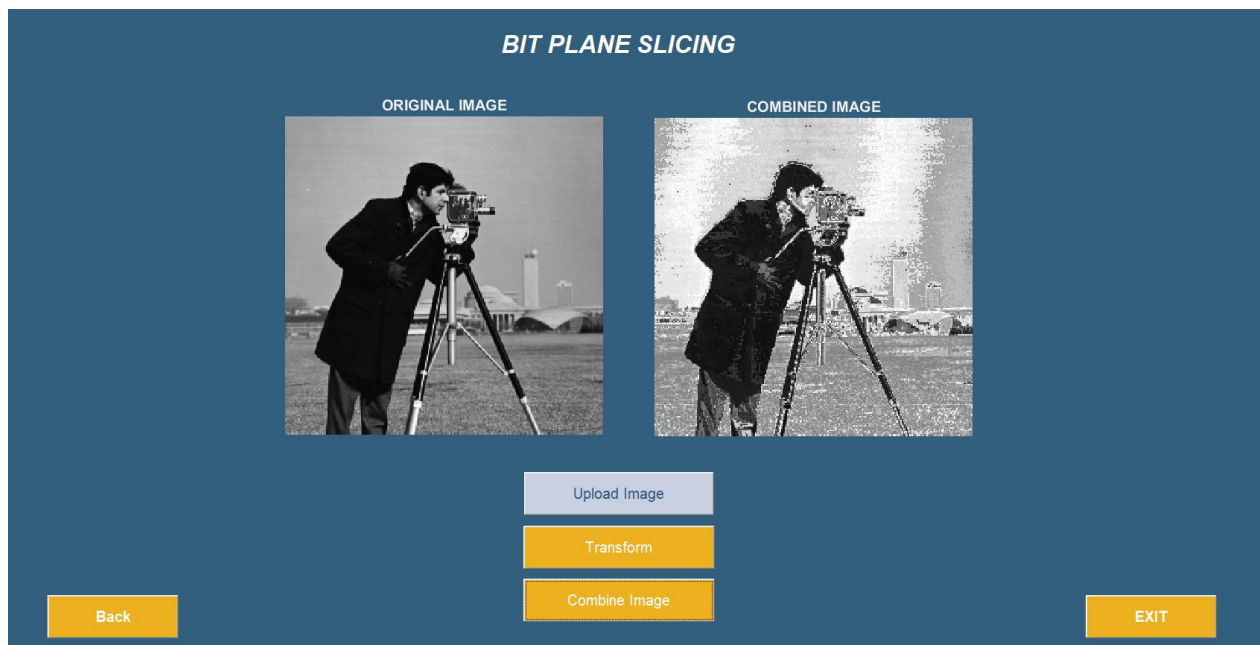 BIT PLANE SLICING
ORIGINAL IMAGE
COMBINED IMAGE
Upload Image
Transform
Combine Image
Back
EXIT